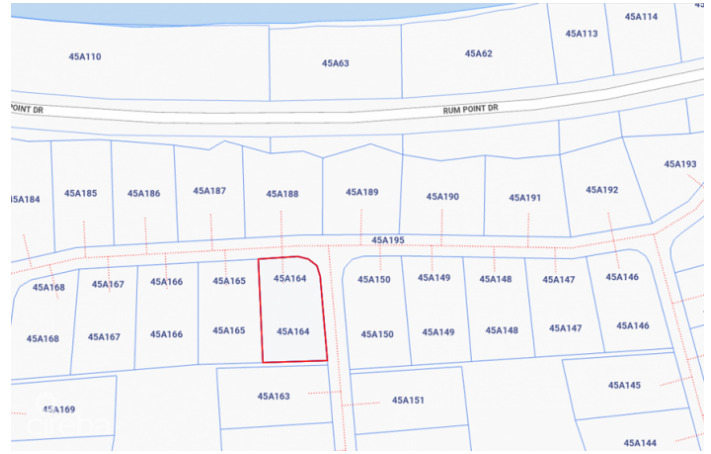 45A114
45A113
45A110
45A63
45A62
POINT DR
RUM POINT DR
45A193
45A184
45A185
45A186
45A187
45A188
45A189
45A190
45A191
45A192
45A195
45A168
45A167
45A166
45A165
45A164
45A150
45A149
45A148
45A147
45A146
45A168
45A167
45A166
45A165
45A164
45A150
45A149
45A148
45A147
45A146
45A163
45A151
45A145
45A169
45A144